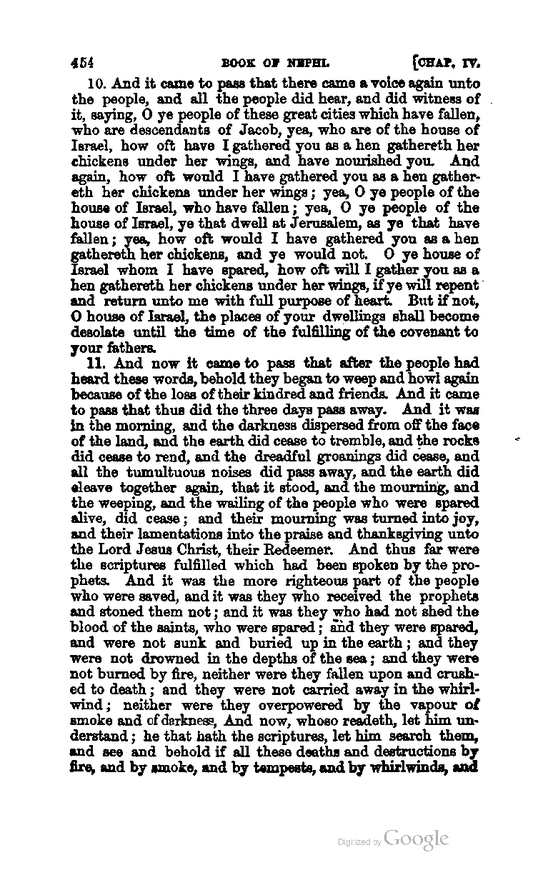 454 BOOK OF NEPHI. [CHAP. IV.
10. And it came to pass that there came a voice again unto
the people, and all the people did hear, and did witness of
it, saying, O ye people of these great cities which have fallen,
who are descendants of Jacob, yea, who are of the house of
Israel, how oft have I gathered you as a hen gathereth her
chickens under her wings, and have nourished you. And
again, how oft would I have gathered you as a hen gather-
eth her chickens under her wings; yea, O ye people of the
house of Israel, who have fallen; yea, O ye people of the
house of Israel, ye that dwell at Jerusalem, as ye that have
fallen; yea, how oft would I have gathered you as a hen
gathereth her chickens, and ye would not. O ye house of
Israel whom I have spared, how oft will I gather you as a
hen gathereth her chickens under her wings, if ye will repent
and return unto me with full purpose of heart. But if not,
O house of Israel, the places of your dwellings shall become
desolate until the time of the fulfilling of the covenant to
your fathers.
11. And now it came to pass that after the people had
heard these words, behold they began to weep and howl again
because of the loss of their kindred and friends. And it came
to pass that thus did the three days pass away. And it was
in the morning, and the darkness dispersed from off the face
of the land, and the earth did cease to tremble, and the rocks
did cease to rend, and the dreadful groanings did cease, and
all the tumultuous noises did pass away, and the earth did
cleave together again, that it stood, and the mourning, and
the weeping, and the wailing of the people who were spared
alive, did cease; and their mourning was turned into joy,
and their lamentations into the praise and thanksgiving unto
the Lord Jesus Christ, their Redeemer. And thus far were
the scriptures fulfilled which had been spoken by the pro-
phets. And it was the more righteous part of the people
who were saved, and it was they who received the prophets
and stoned them not; and it was they who had not shed the
blood of the saints, who were spared; and they were spared,
and were not sunk and buried up in the earth; and they
were not drowned in the depths of the sea; and they were
not burned by fire, neither were they fallen upon and crush-
ed to death; and they were not carried away in the whirl-
wind; neither were they overpowered by the vapour of
smoke and of darkness, And now, whoso readeth, let him un-
derstand; he that hath the scriptures, let him search them,
and see and behold if all these deaths and destructions by
fire, and by smoke, and by tempests, and by whirlwinds, and
Digitized by Google